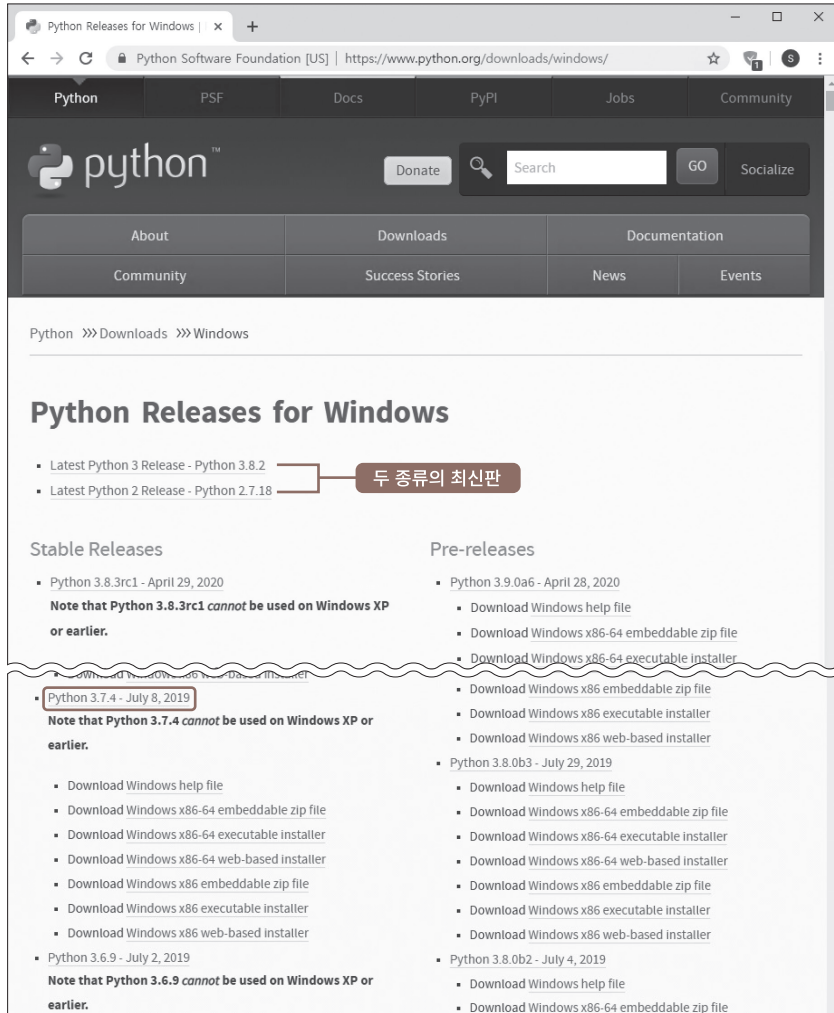 Python Releases for Windows |
Python Software Foundation [US] | https://www.python.org/downloads/windows/
S
1
Python PSF Docs PyPI Jobs Community
python™
Donate Search GO Socialize
About Downloads Documentation
Community Success Stories News Events
Python >>> Downloads >>> Windows
Python Releases for Windows
Latest Python 3 Release - Python 3.8.2
Latest Python 2 Release - Python 2.7.18
두 종류의 최신판
Stable Releases
Python 3.8.3rc1 - April 29, 2020
Note that Python 3.8.3rc1 cannot be used on Windows XP
or earlier.
Download Windows x86 web-based installer
Python 3.7.4 - July 8, 2019
Note that Python 3.7.4 cannot be used on Windows XP or
earlier.
Download Windows help file
Download Windows x86-64 embeddable zip file
Download Windows x86-64 executable installer
Download Windows x86-64 web-based installer
Download Windows x86 embeddable zip file
Download Windows x86 executable installer
Download Windows x86 web-based installer
Python 3.6.9 - July 2, 2019
Note that Python 3.6.9 cannot be used on Windows XP or
earlier.
Pre-releases
Python 3.9.0a6 - April 28, 2020
Download Windows help file
Download Windows x86-64 embeddable zip file
Download Windows x86-64 executable installer
Download Windows x86 embeddable zip file
Download Windows x86 executable installer
Download Windows x86 web-based installer
Python 3.8.0b3 - July 29, 2019
Download Windows help file
Download Windows x86-64 embeddable zip file
Download Windows x86-64 executable installer
Download Windows x86-64 web-based installer
Download Windows x86 embeddable zip file
Download Windows x86 executable installer
Download Windows x86 web-based installer
Python 3.8.0b2 - July 4, 2019
Download Windows help file
Download Windows x86-64 embeddable zip file